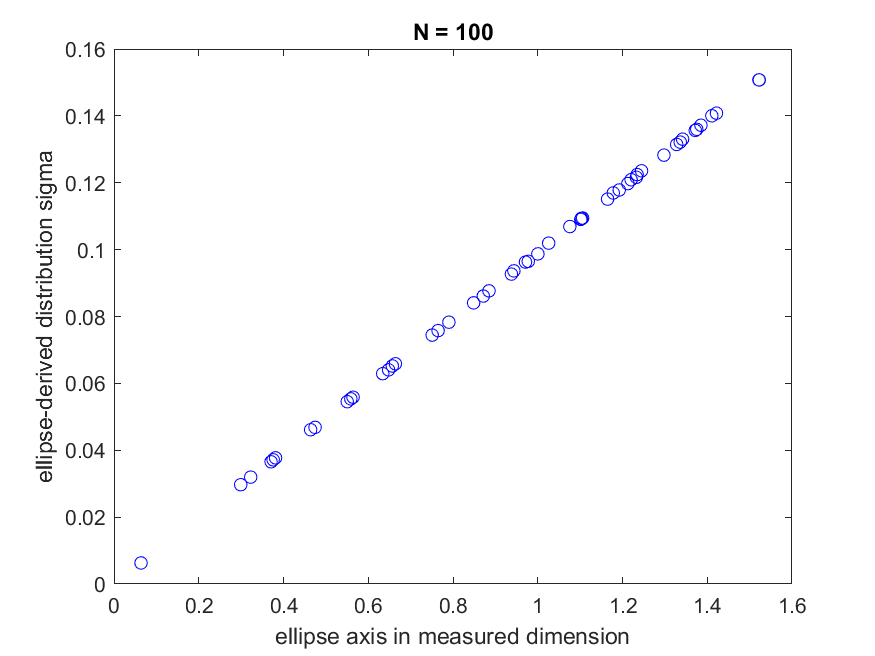 N = 100
0.16
0.14
0.12
0.1
0.08
0.06
0.04
0.02
0
ellipse-derived distribution sigma
0 0.2 0.4 0.6 0.8 1 1.2 1.4 1.6
ellipse axis in measured dimension